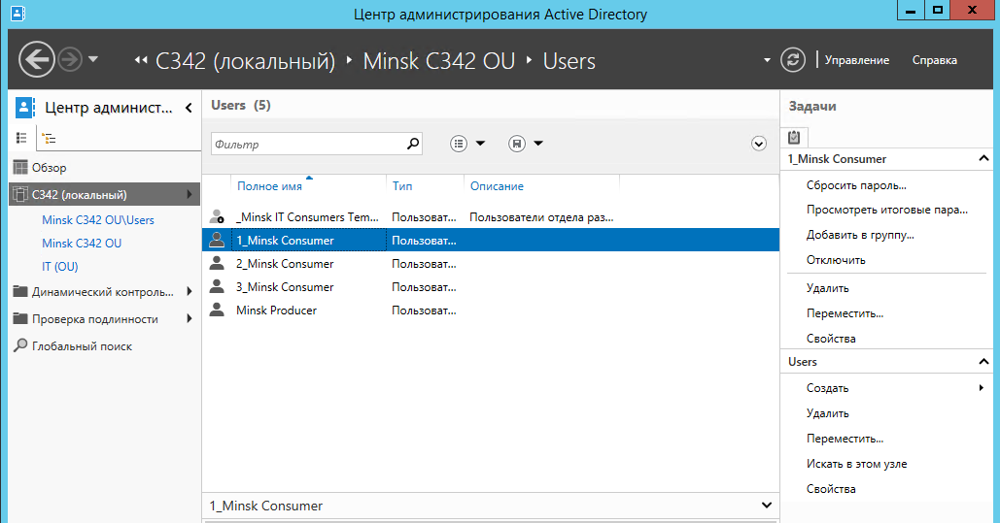 Центр администрирования Active Directory
С342 (локальный) Minsk C342 OU Users
Управление
Справка
Центр админист...
Обзор
С342 (локальный)
Minsk C342 OU\Users
Minsk C342 OU
IT (OU)
Динамический контроль...
Проверка подлинности
Глобальный поиск
Users (5)
Фильтр
Полное имя Тип Описание
_Minsk IT Consumers Tem... Пользоват... Пользователи отдела раз...
1_Minsk Consumer Пользоват...
2_Minsk Consumer Пользоват...
3_Minsk Consumer Пользоват...
Minsk Producer Пользоват...
1_Minsk Consumer
Задачи
1_Minsk Consumer
Сбросить пароль...
Просмотреть итоговые пара...
Добавить в группу...
Отключить
Удалить
Переместить...
Свойства
Users
Создать
Удалить
Переместить...
Искать в этом узле
Свойства